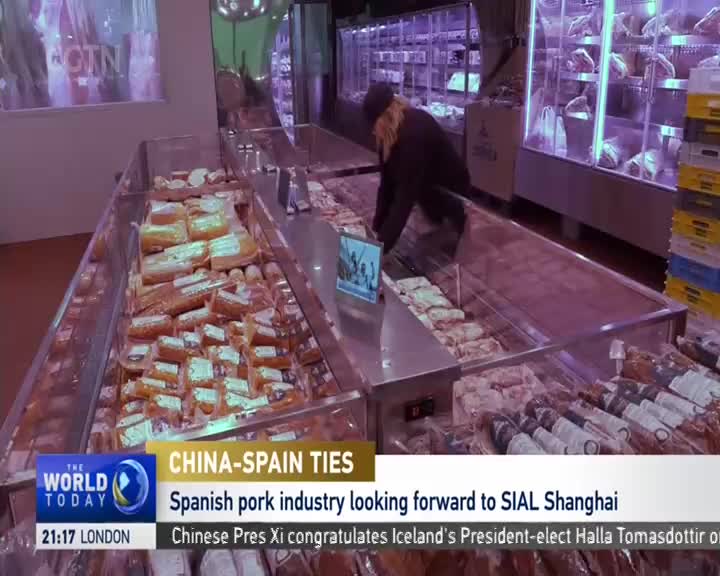 CGTN
CHINA-SPAIN TIES
THE
WORLD
TODAY
Spanish pork industry looking forward to SIAL Shanghai
21:17 LONDON
Chinese Pres Xi congratulates Iceland's President-elect Halla Tomasdottir o